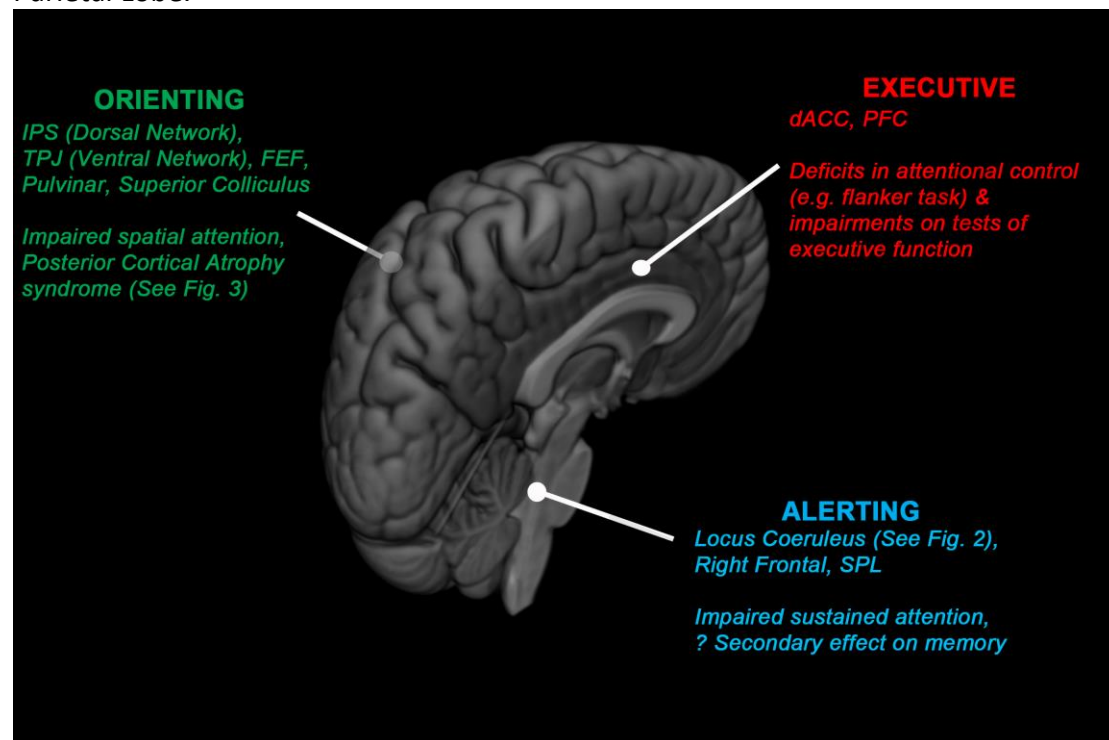 Parietal Lobe.
ORIENTING
IPS (Dorsal Network),
TPJ (Ventral Network), FEF,
Pulvinar, Superior Colliculus
Impaired spatial attention,
Posterior Cortical Atrophy
syndrome (See Fig. 3)
EXECUTIVE
dACC, PFC
Deficits in attentional control
(e.g. flanker task) &
impairments on tests of
executive function
ALERTING
Locus Coeruleus (See Fig. 2),
Right Frontal, SPL
Impaired sustained attention,
? Secondary effect on memory